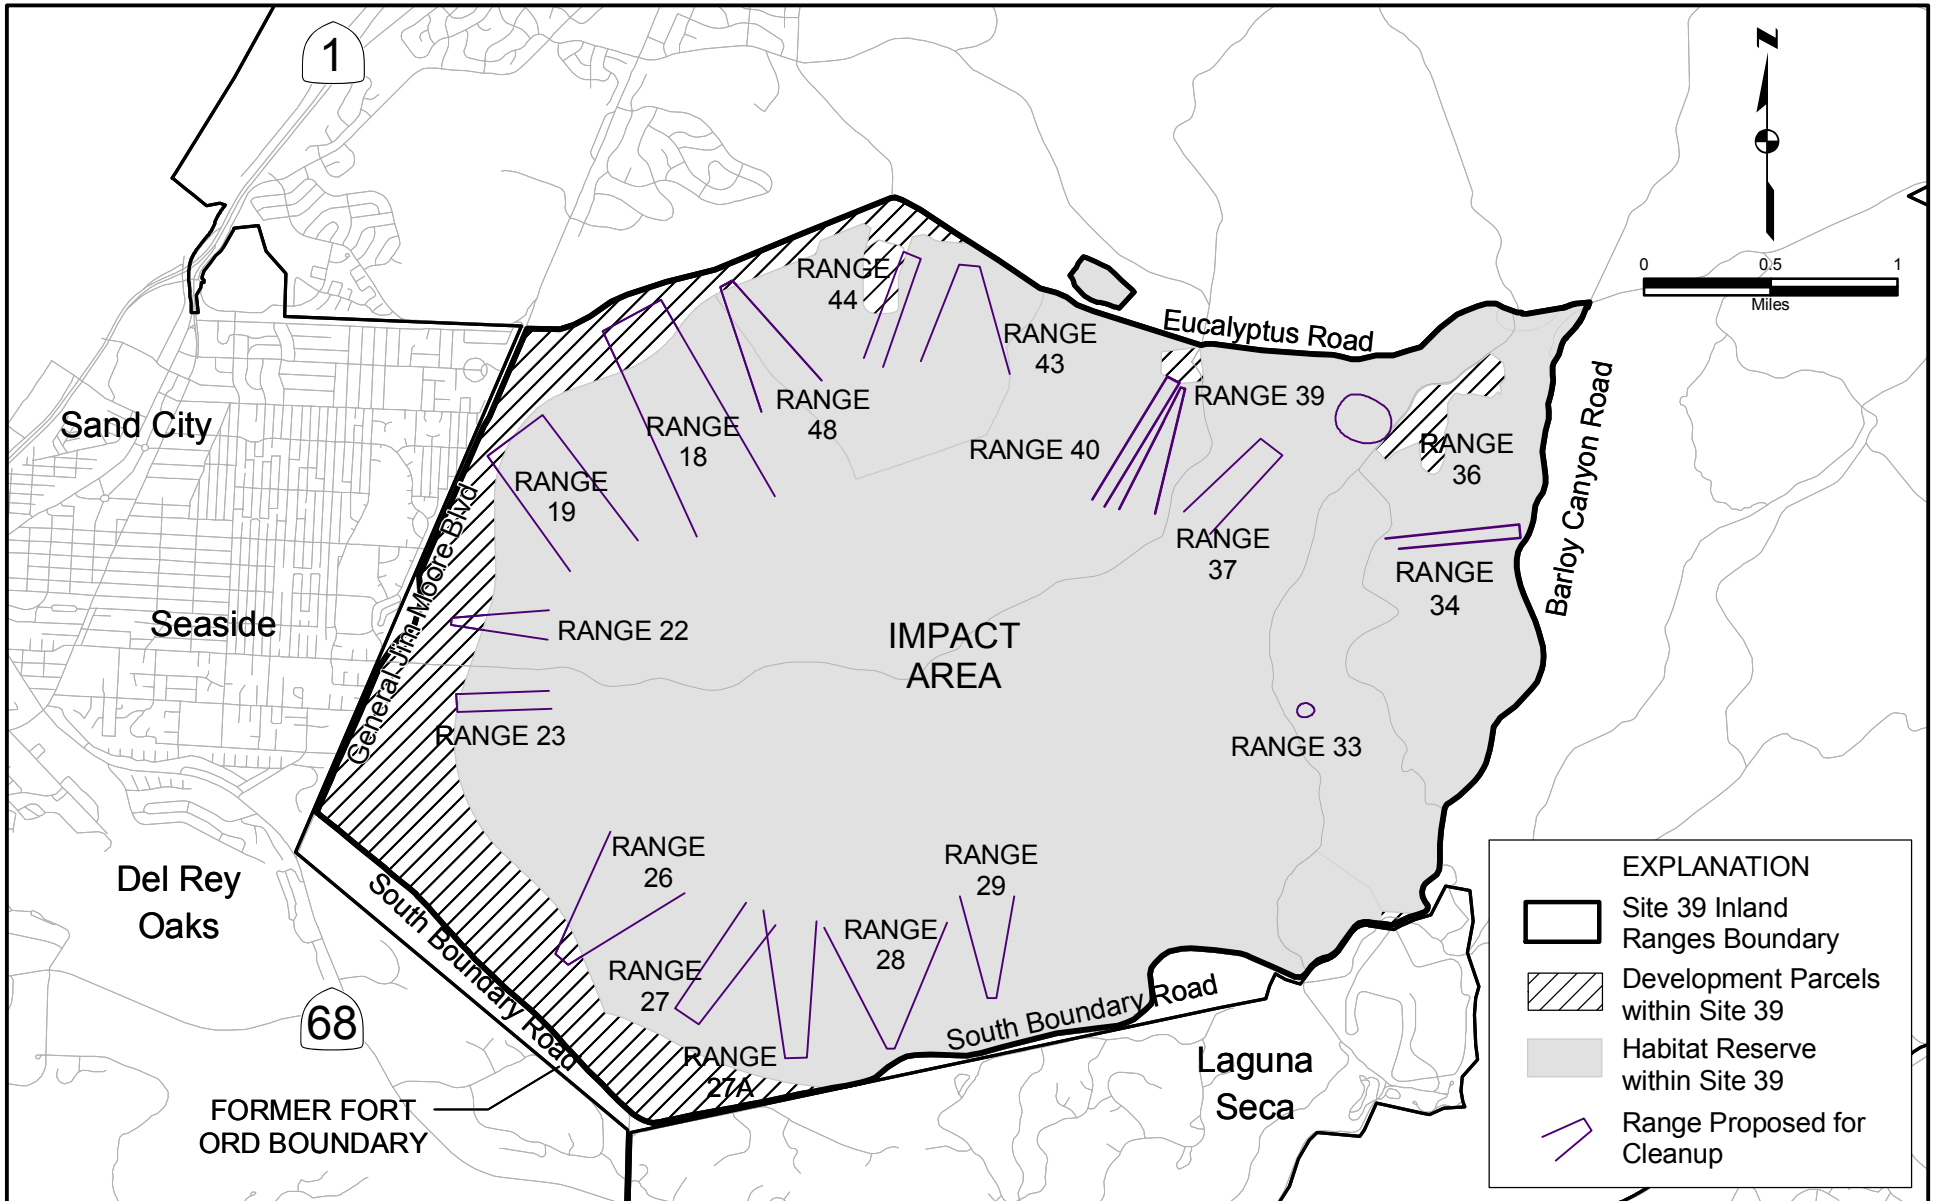 1
N
0
0.5
1
Miles
RANGE
44
RANGE
43
Eucalyptus Road
RANGE 39
RANGE
48
RANGE
18
RANGE 40
RANGE
36
Barloy Canyon Road
Sand City
RANGE
19
RANGE
37
RANGE
34
General Jim Moore Blvd
Seaside
RANGE 22
IMPACT
AREA
RANGE 23
RANGE 33
RANGE
26
RANGE
29
Del Rey
Oaks
South Boundary Road
RANGE
28
RANGE
27
South Boundary Road
68
RANGE
27A
Laguna
Seca
FORMER FORT
ORD BOUNDARY
EXPLANATION
Site 39 Inland
Ranges Boundary
Development Parcels
within Site 39
Habitat Reserve
within Site 39
Range Proposed for
Cleanup